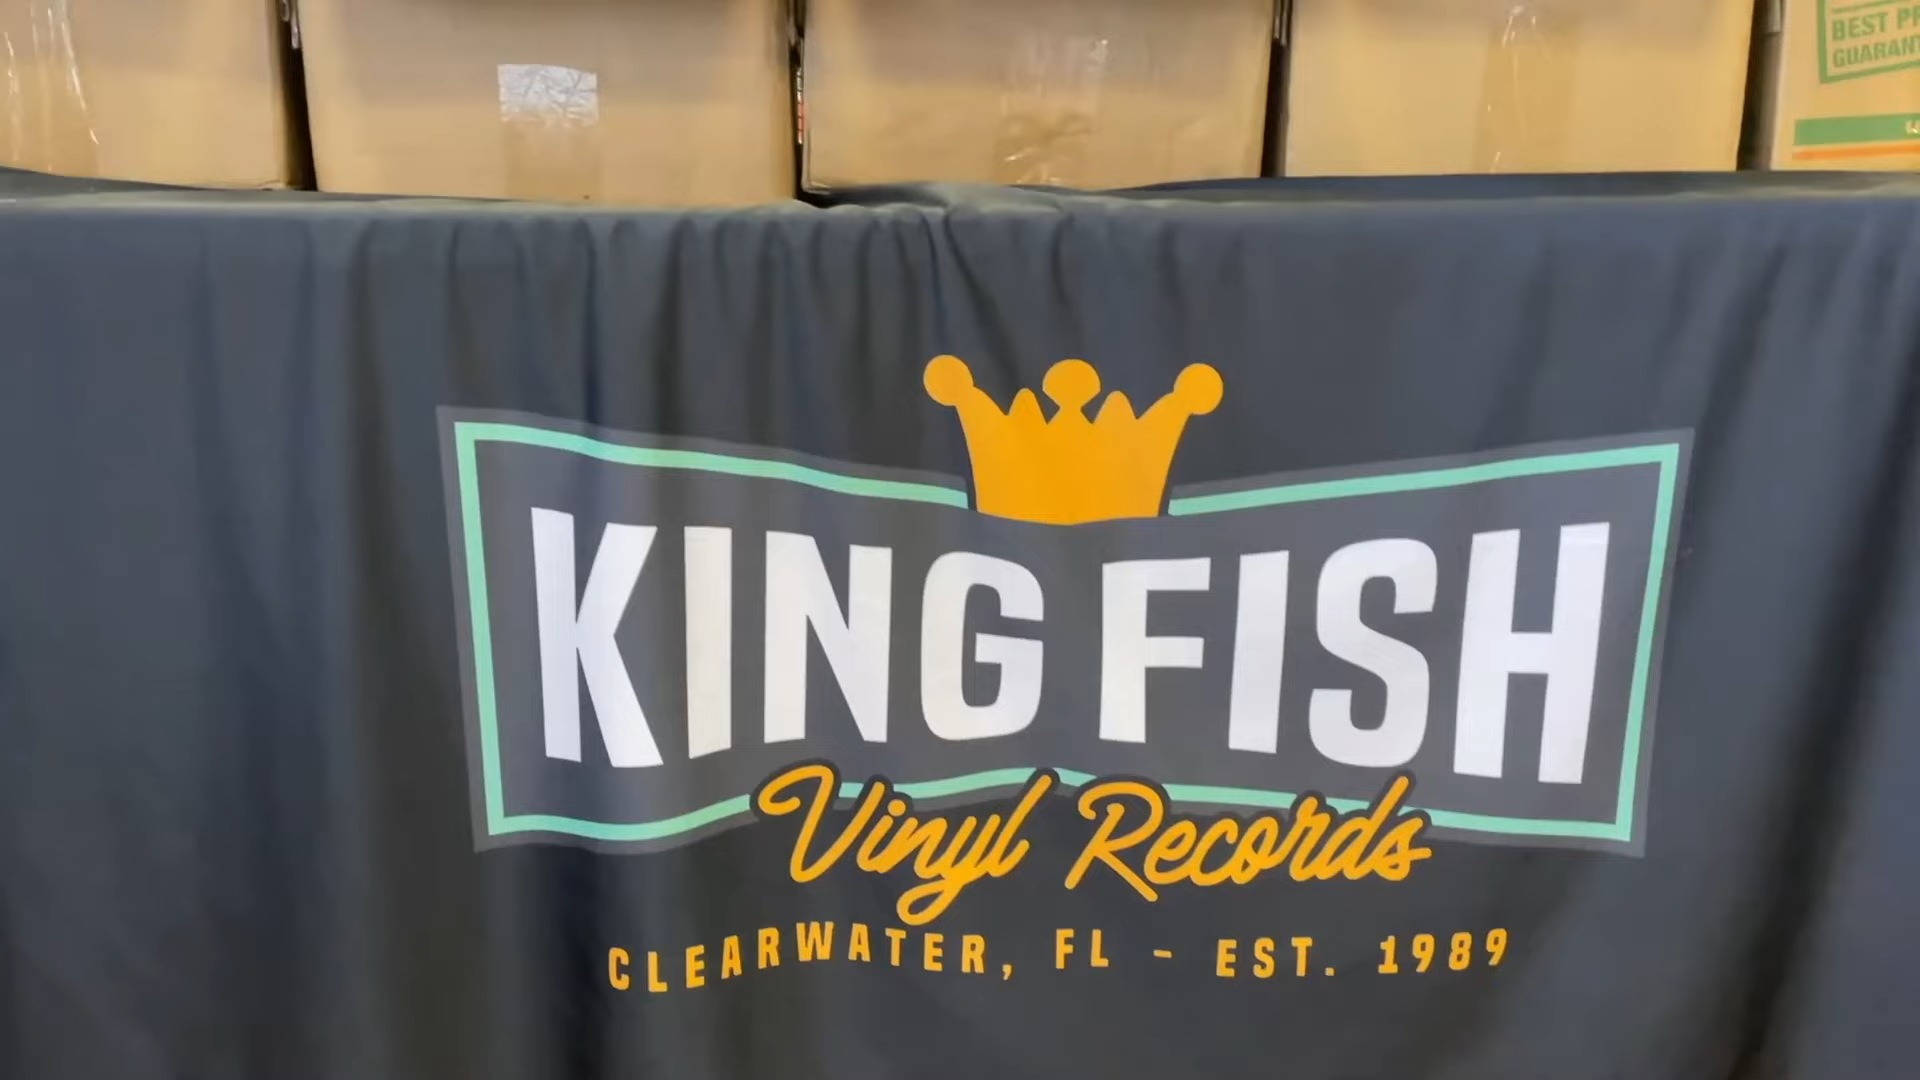 BEST PR
GUARANT
KING FISH
Vinyl Records
CLEARWATER, FL - EST. 1989